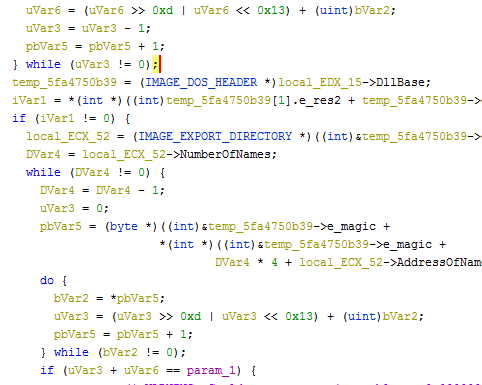 uVar6 = (uVar6 >> 0xd | uVar6 << 0x13) + (uint)bVar2;
uVar3 = uVar3 - 1;
pbVar5 = pbVar5 + 1;
} while (uVar3 != 0);
temp_5fa4750b39 = (IMAGE_DOS_HEADER *)local_EDX_15->DllBase;
iVar1 = *(int *)((int)temp_5fa4750b39[1].e_res2 + temp_5fa4750b39->
if (iVar1 != 0) {
local_ECX_52 = (IMAGE_EXPORT_DIRECTORY *)((int)&temp_5fa4750b39->e_
DVar4 = local_ECX_52->NumberOfNames;
while (DVar4 != 0) {
DVar4 = DVar4 - 1;
uVar3 = 0;
pbVar5 = (byte *)((int)&temp_5fa4750b39->e_magic +
*(int *)((int)&temp_5fa4750b39->e_magic +
DVar4 * 4 + local_ECX_52->AddressOfNam
do {
bVar2 = *pbVar5;
uVar3 = (uVar3 >> 0xd | uVar3 << 0x13) + (uint)bVar2;
pbVar5 = pbVar5 + 1;
} while (bVar2 != 0);
if (uVar3 + uVar6 == param_1) {